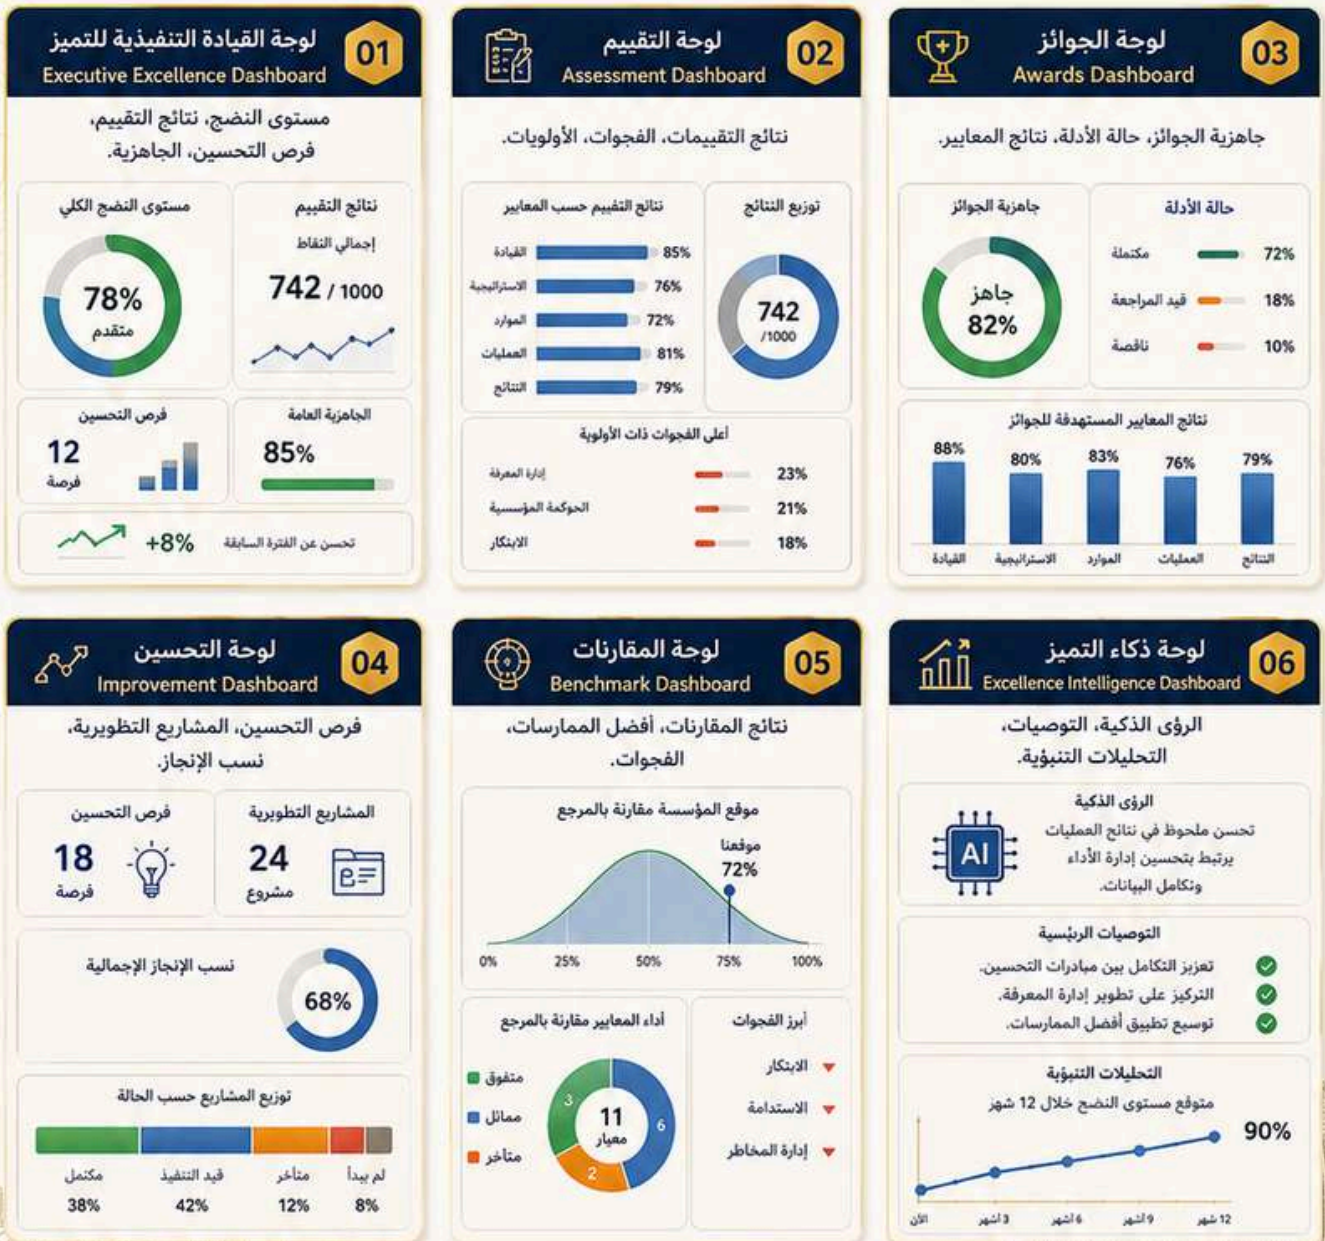 لوحة القيادة التنفيذية للتميز
Executive Excellence Dashboard
01
مستوى النضج، نتائج التقييم،
فرص التحسين، الجاهزية.
مستوى النضج الكلي
78%
متقدم
نتائج التقييم
إجمالي النقاط
742 / 1000
فرص التحسين
12
فرصة
الجاهزية العامة
85%
+8%
تحسن عن الفترة السابقة
لوحة التقييم
Assessment Dashboard
02
نتائج التقييمات، الفجوات، الأولويات.
نتائج التقييم حسب المعايير
القيادة 85%
الاستراتيجية 76%
الموارد 72%
العمليات 81%
النتائج 79%
توزيع النتائج
742
/1000
أعلى الفجوات ذات الأولوية
إدارة المعرفة 23%
الحوكمة المؤسسية 21%
الابتكار 18%
لوحة الجوائز
Awards Dashboard
03
جاهزية الجوائز، حالة الأدلة، نتائج المعايير.
جاهزية الجوائز
جاهز
82%
حالة الأدلة
مكتملة 72%
قيد المراجعة 18%
ناقصة 10%
نتائج المعايير المستهدفة للجوائز
88% 80% 83% 76% 79%
القيادة الاستراتيجية الموارد العمليات النتائج
لوحة التحسين
Improvement Dashboard
04
فرص التحسين، المشاريع التظويرية،
نسب الإنجاز.
فرص التحسين
18
فرصة
المشاريع التظويرية
24
مشروع
نسب الإنجاز الإجمالية
68%
توزيع المشاريع حسب الحالة
مكتمل قيد التنفيذ متأخر لم يبدأ
38% 42% 12% 8%
لوحة المقارنات
Benchmark Dashboard
05
نتائج المقارنات، أفضل الممارسات،
الفجوات.
موقع المؤسسة مقارنة بالمرجع
موقعنا
72%
0% 25% 50% 75% 100%
أداء المعايير مقارنة بالمرجع
متفوق
مماثل
متأخر
3
6
2
11
معيار
أبرز الفجوات
الابتكار
الاستدامة
إدارة المخاطر
لوحة ذكاء التميز
Excellence Intelligence Dashboard
06
الرؤى الذكية، التوصيات،
التحليلات التنبؤية.
الرؤى الذكية
AI
تحسن ملحوظ في نتائج العمليات
يرتبط بتحسين إدارة الأداء
وتكامل البيانات.
التوصيات الرئيسية
تعزيز التكامل بين مبادرات التحسين.
التركيز على تطوير إدارة المعرفة.
توسيع تطبيق أفضل الممارسات.
التحليلات التنبؤية
متوقع مستوى النضج خلال 12 شهر
90%
الآن 3 أشهر 6 أشهر 9 أشهر 12 شهر